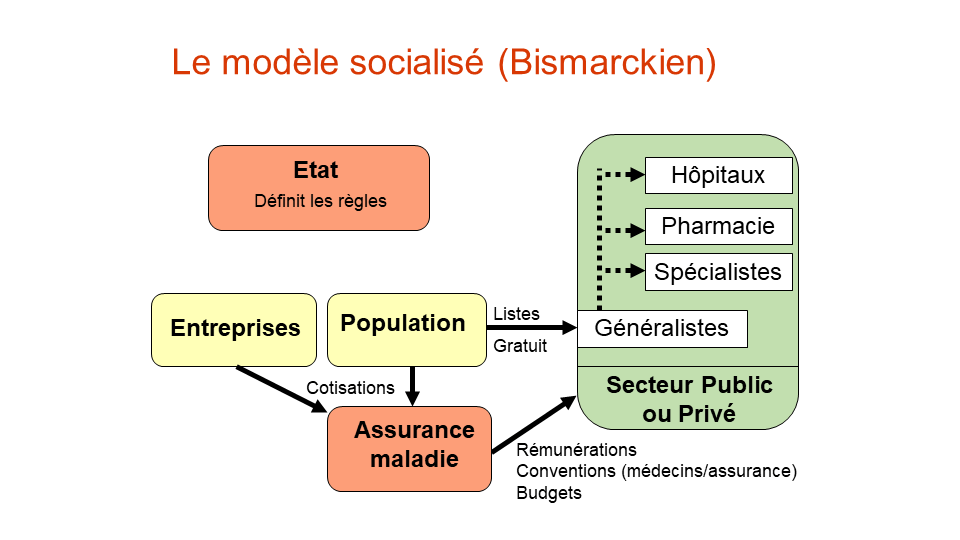 Le modèle socialisé (Bismarckien)
Etat
Définit les règles
Hôpitaux
Pharmacie
Spécialistes
Généralistes
Secteur Public
ou Privé
Entreprises
Population
Listes
Gratuit
Cotisations
Assurance
maladie
Rémunérations
Conventions (médecins/assurance)
Budgets